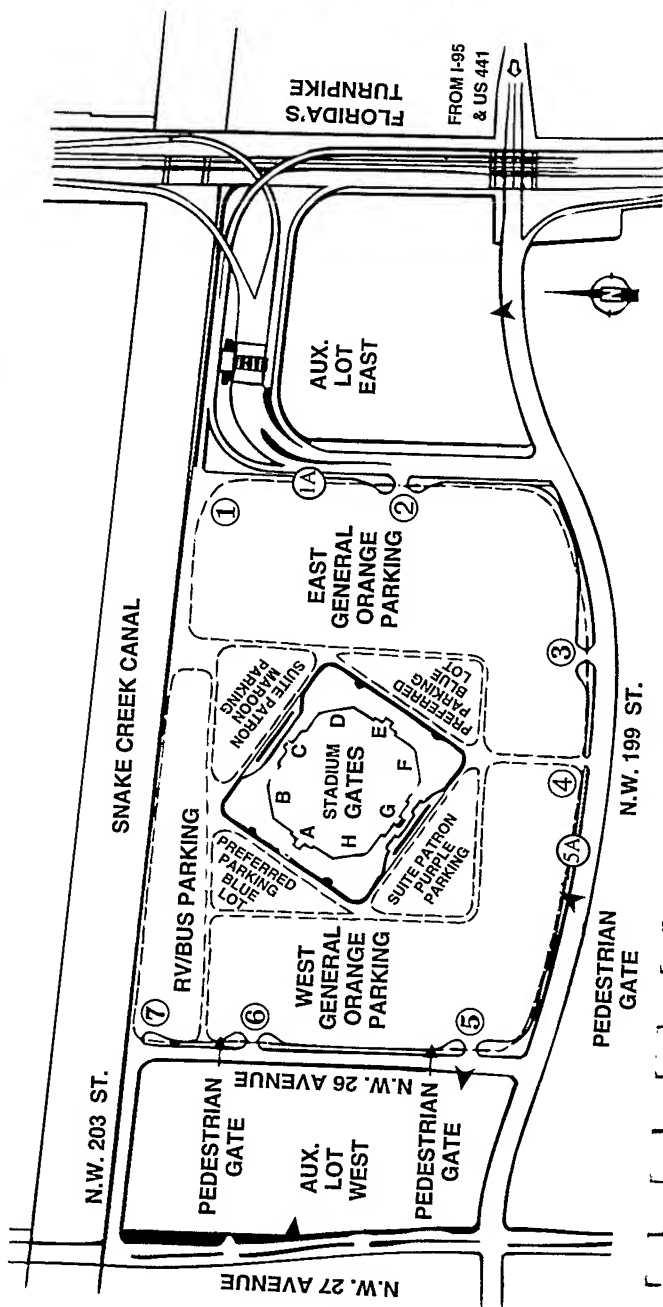 FLORIDA'S
TURNPIKE
FROM I-95
& US 441
SNAKE CREEK CANAL
N.W. 203 ST.
AUX.
LOT
EAST
1
1A
2
EAST
GENERAL
ORANGE
PARKING
SUITE PATRON
MAROON
PARKING
PREFERRED
PARKING
BLUE
LOT
RV/BUS PARKING
7
PREFERRED
PARKING
BLUE
LOT
STADIUM
GATES
A
B
C
D
E
F
G
H
SUITE PATRON
PURPLE
PARKING
WEST
GENERAL
ORANGE
PARKING
6
5
3
4
5A
N.W. 199 ST.
PEDESTRIAN
GATE
N.W. 26 AVENUE
PEDESTRIAN
GATE
PEDESTRIAN
GATE
AUX.
LOT
WEST
N.W. 27 AVENUE
N